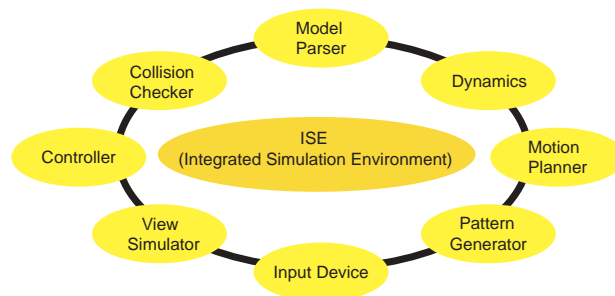 Model
Parser
Collision
Checker
Dynamics
ISE
(Integrated Simulation Environment)
Controller
Motion
Planner
View
Simulator
Pattern
Generator
Input Device